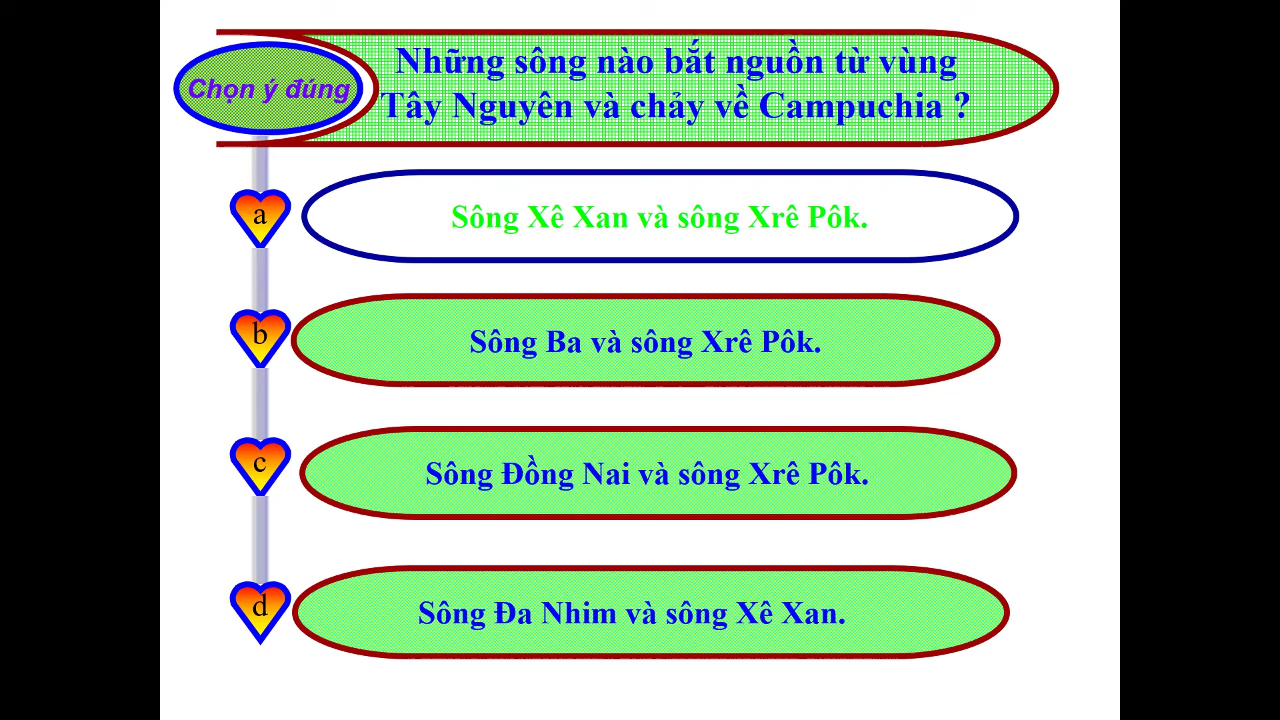 Chọn ý đúng
Những sông nào bắt nguồn từ vùng
Tây Nguyên và chảy về Campuchia ?
a
Sông Xê Xan và sông Xrê Pôk.
b
Sông Ba và sông Xrê Pôk.
c
Sông Đồng Nai và sông Xrê Pôk.
d
Sông Đa Nhim và sông Xê Xan.